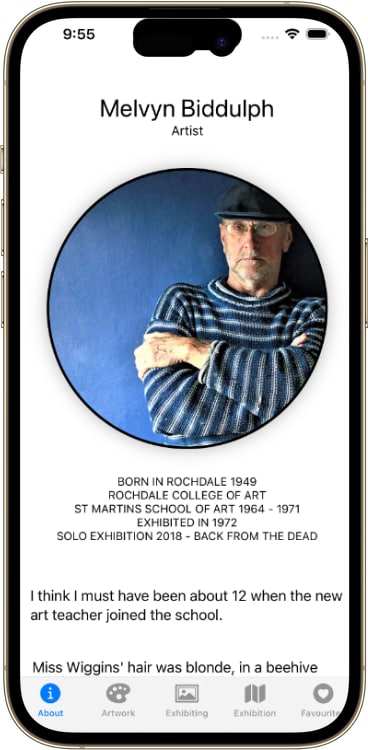 9:55
Melvyn Biddulph
Artist
BORN IN ROCHDALE 1949
ROCHDALE COLLEGE OF ART
ST MARTINS SCHOOL OF ART 1964 - 1971
EXHIBITED IN 1972
SOLO EXHIBITION 2018 - BACK FROM THE DEAD
I think I must have been about 12 when the new
art teacher joined the school.
Miss Wiggins' hair was blonde, in a beehive
About Artwork Exhibiting Exhibition Favourite